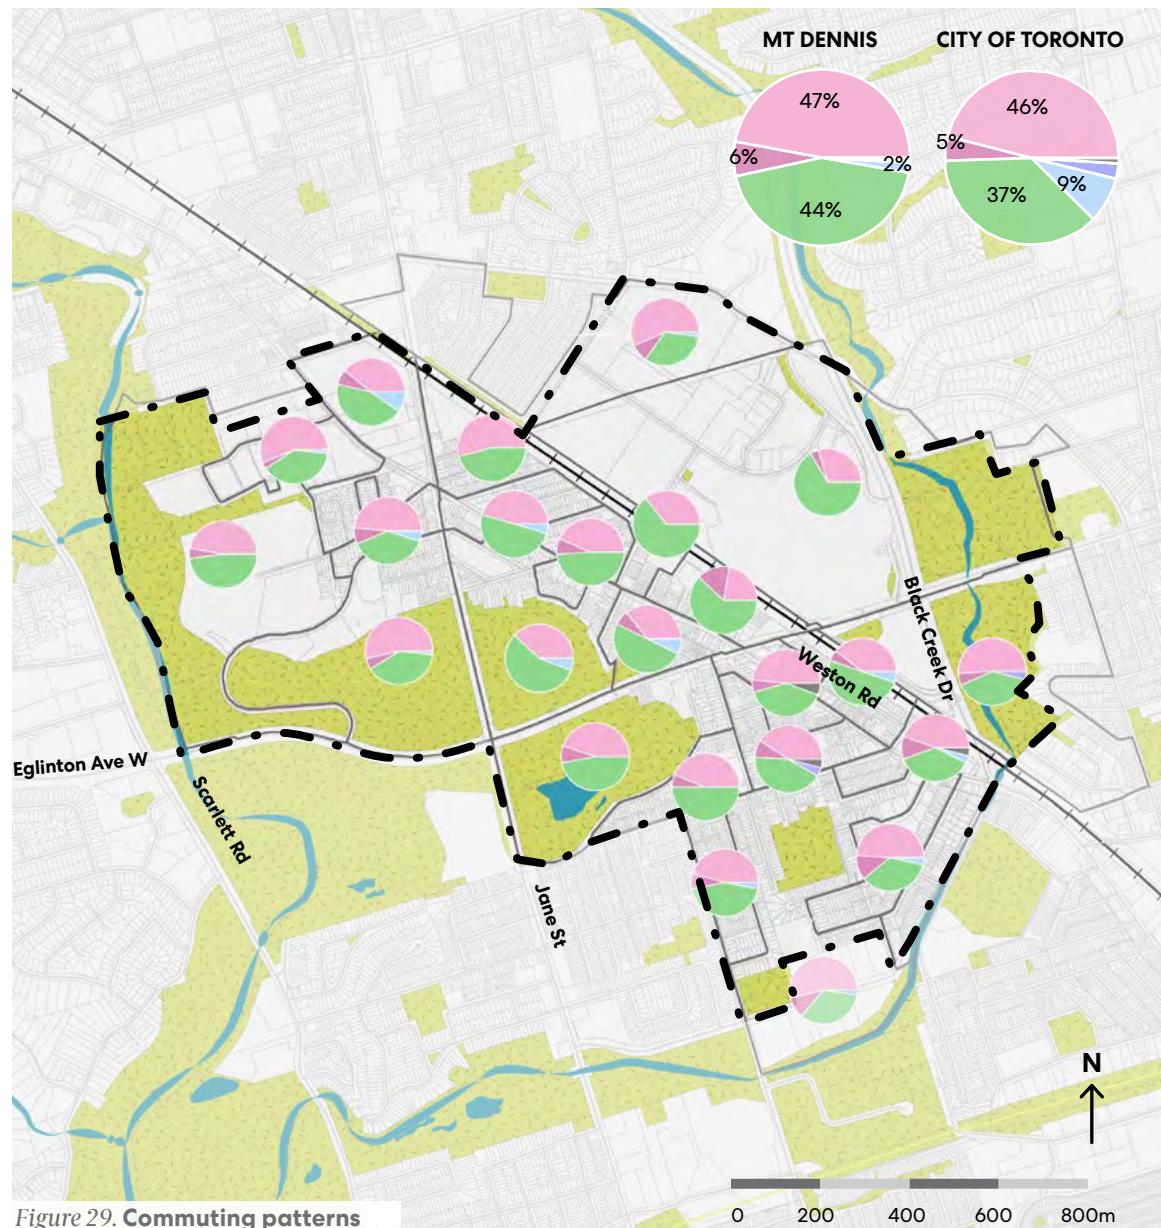 MT DENNIS
CITY OF TORONTO
47%
6%
2%
44%
46%
5%
9%
37%
Black Creek Dr
Weston Rd
Eglinton Ave W
Scarlett Rd
Jane St
N
0 200 400 600 800m
Figure 29. Commuting patterns